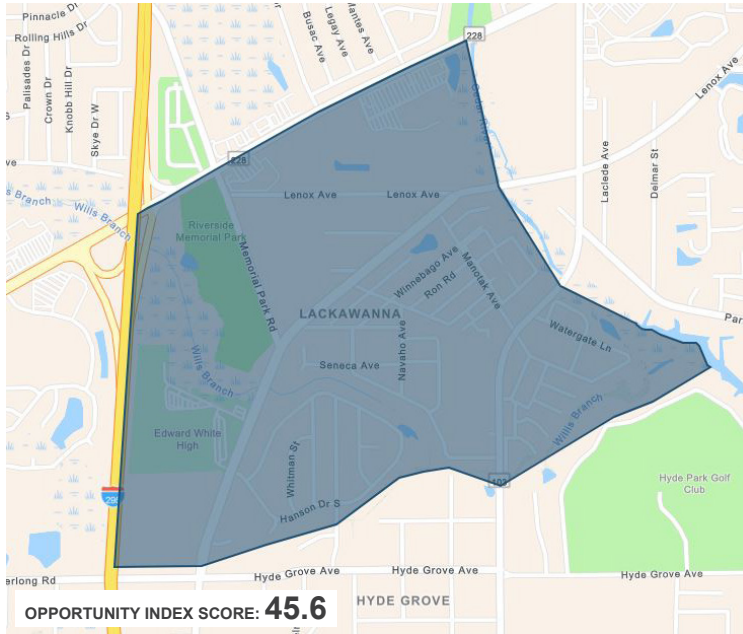 Pinnacle Dr
Rolling Hills Dr
Palisades Dr
Crown Dr
Knobb Hill Dr
Skye Dr W
Busac Ave
Legay Ave
Mantes Ave
228
Lenox Ave
Cedar River
Laclede Ave
Delmar St
228
Lenox Ave
Lenox Ave
Wills Branch
s Branch
ve
Riverside
Memorial Park
Memorial Park Rd
Winnebago Ave
Ron Rd
Manotak Ave
LACKAWANNA
Par
Watergate Ln
Navaho Ave
Seneca Ave
Wills Branch
Willis Branch
Edward White
High
Whitman St
Hyde Park Golf
Club
103
295
Hanson Dr S
erlong Rd
Hyde Grove Ave
Hyde Grove Ave
Hyde Grove Ave
HYDE GROVE
OPPORTUNITY INDEX SCORE: 45.6